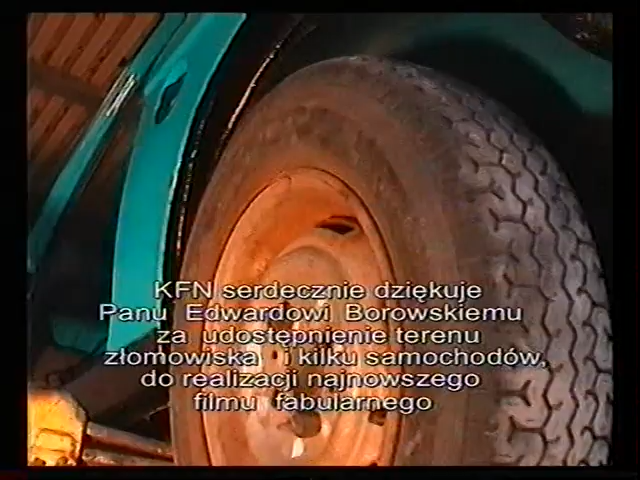 KFN serdecznie dziękuje
Panu Edwardowi Borowskiemu
za udostępnienie terenu
złomowiska i kilku samochodów,
do realizacji najnowszego
filmu fabularnego